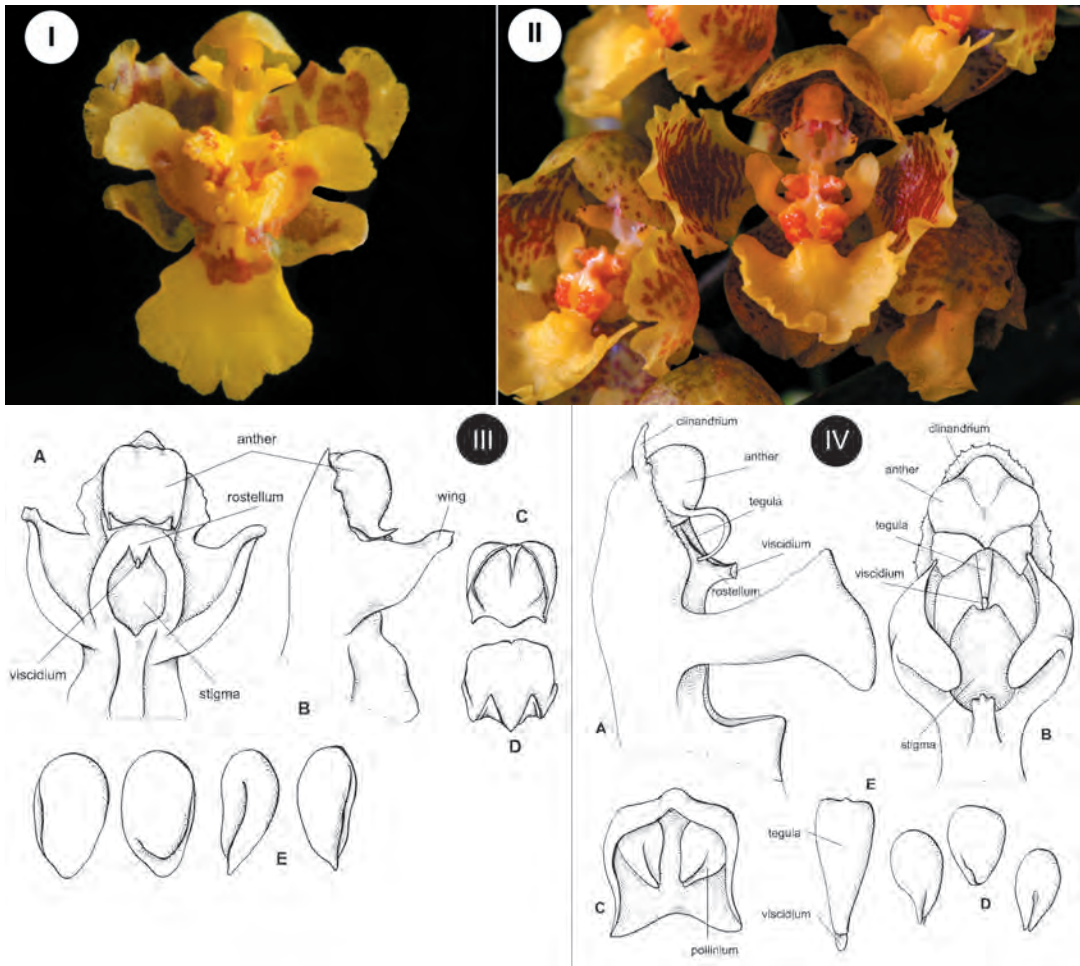 I
II
III
A
anther
rostellum
wing
C
viscidium
stigma
B
D
E
IV
clinandrium
anther
tegula
viscidium
rostellum
A
clinandrium
anther
tegula
viscidium
stigma
B
E
tegula
C
D
viscidium
pollinium